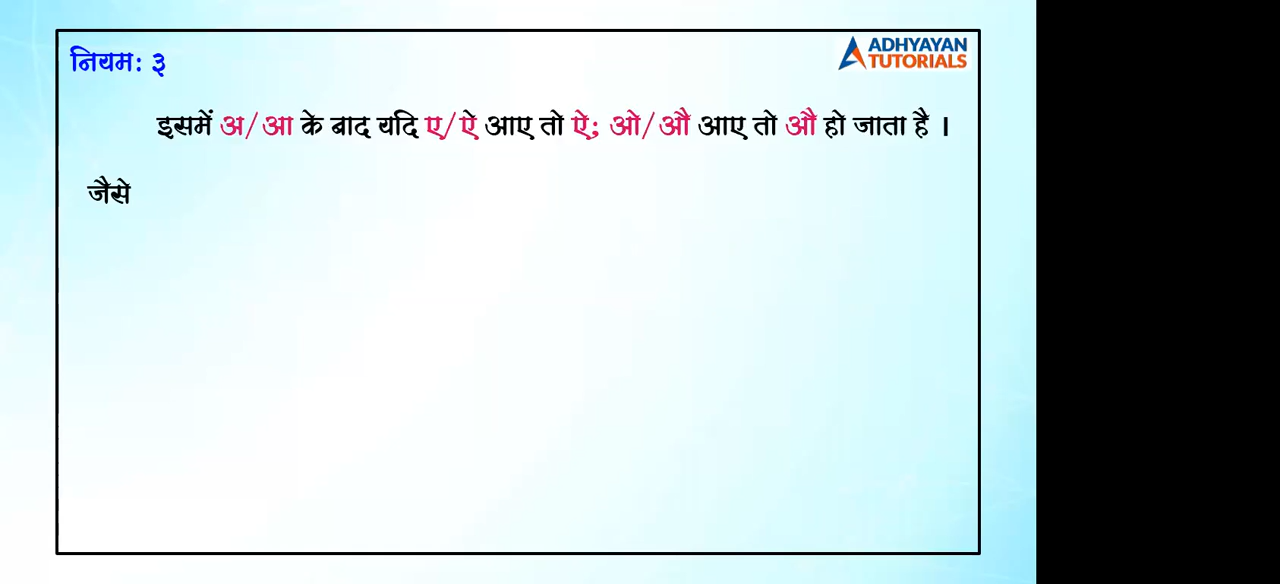 नियम: ३
ADHYAYAN
TUTORIALS
इसमें अ/आ के बाद यदि ए/ऐ आए तो ऐ; ओ/औ आए तो औ हो जाता है ।
जैसे